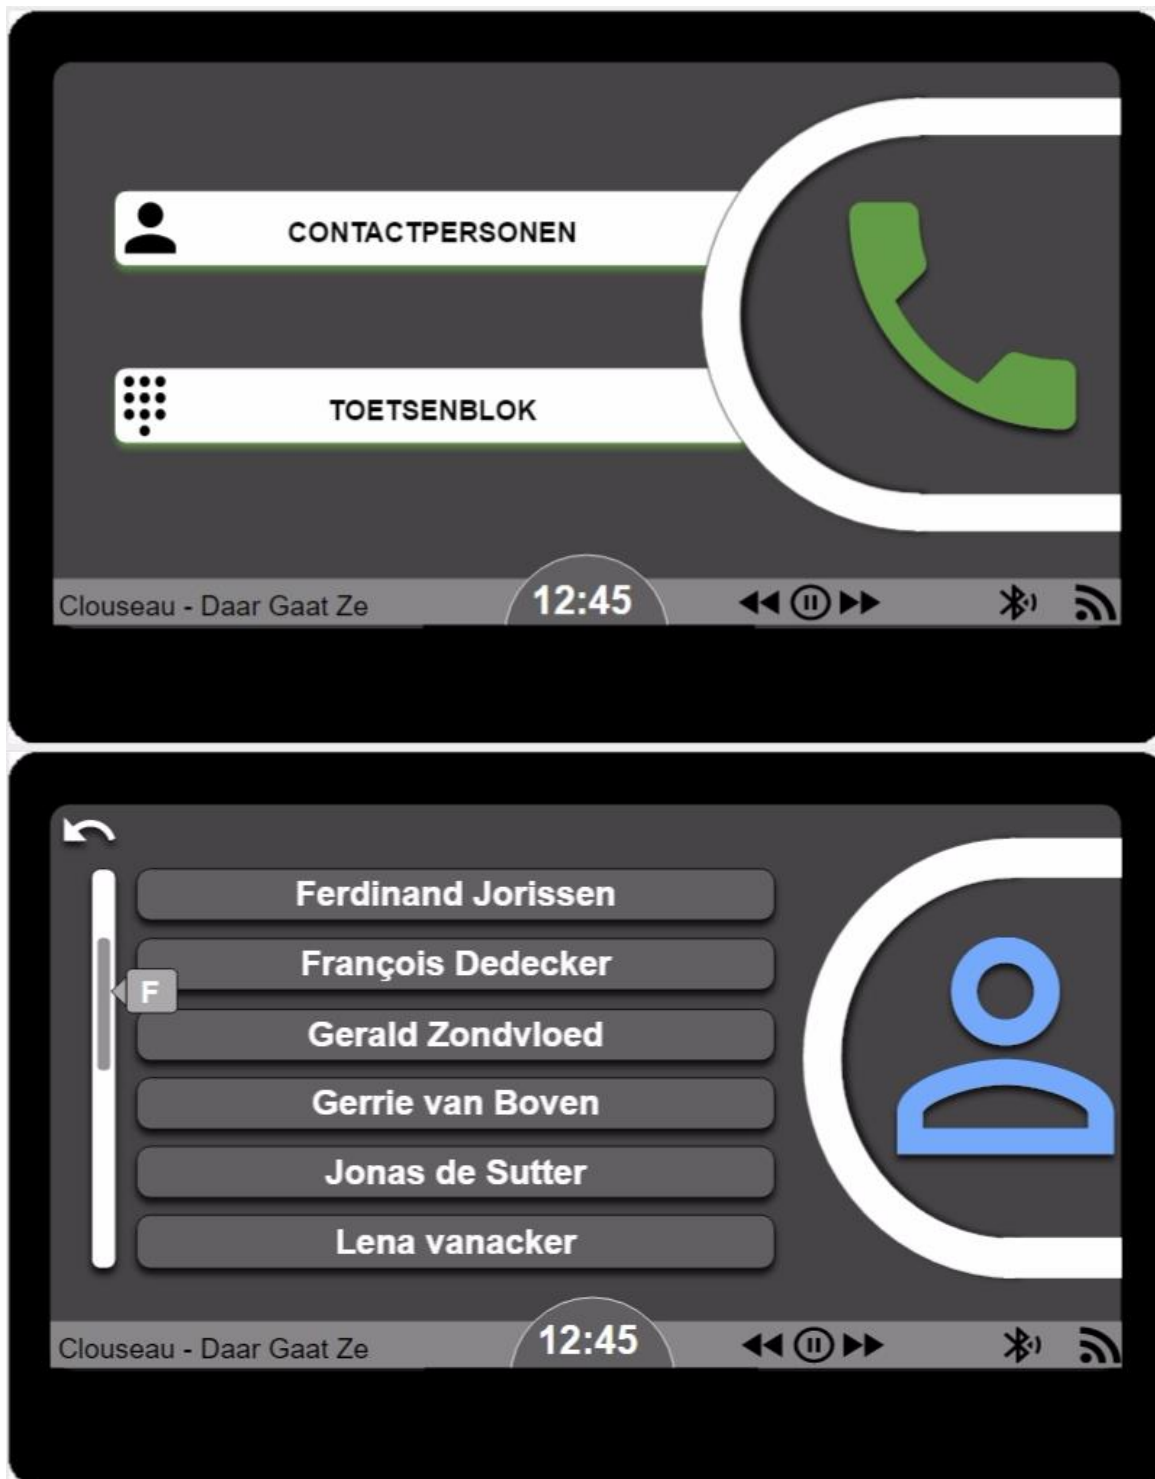 CONTACTPERSONEN
TOETSENBLOK
Clouseau - Daar Gaat Ze
12:45
Ferdinand Jorissen
François Dedecker
F
Gerald Zondvloed
Gerrie van Boven
Jonas de Sutter
Lena vanacker
Clouseau - Daar Gaat Ze
12:45